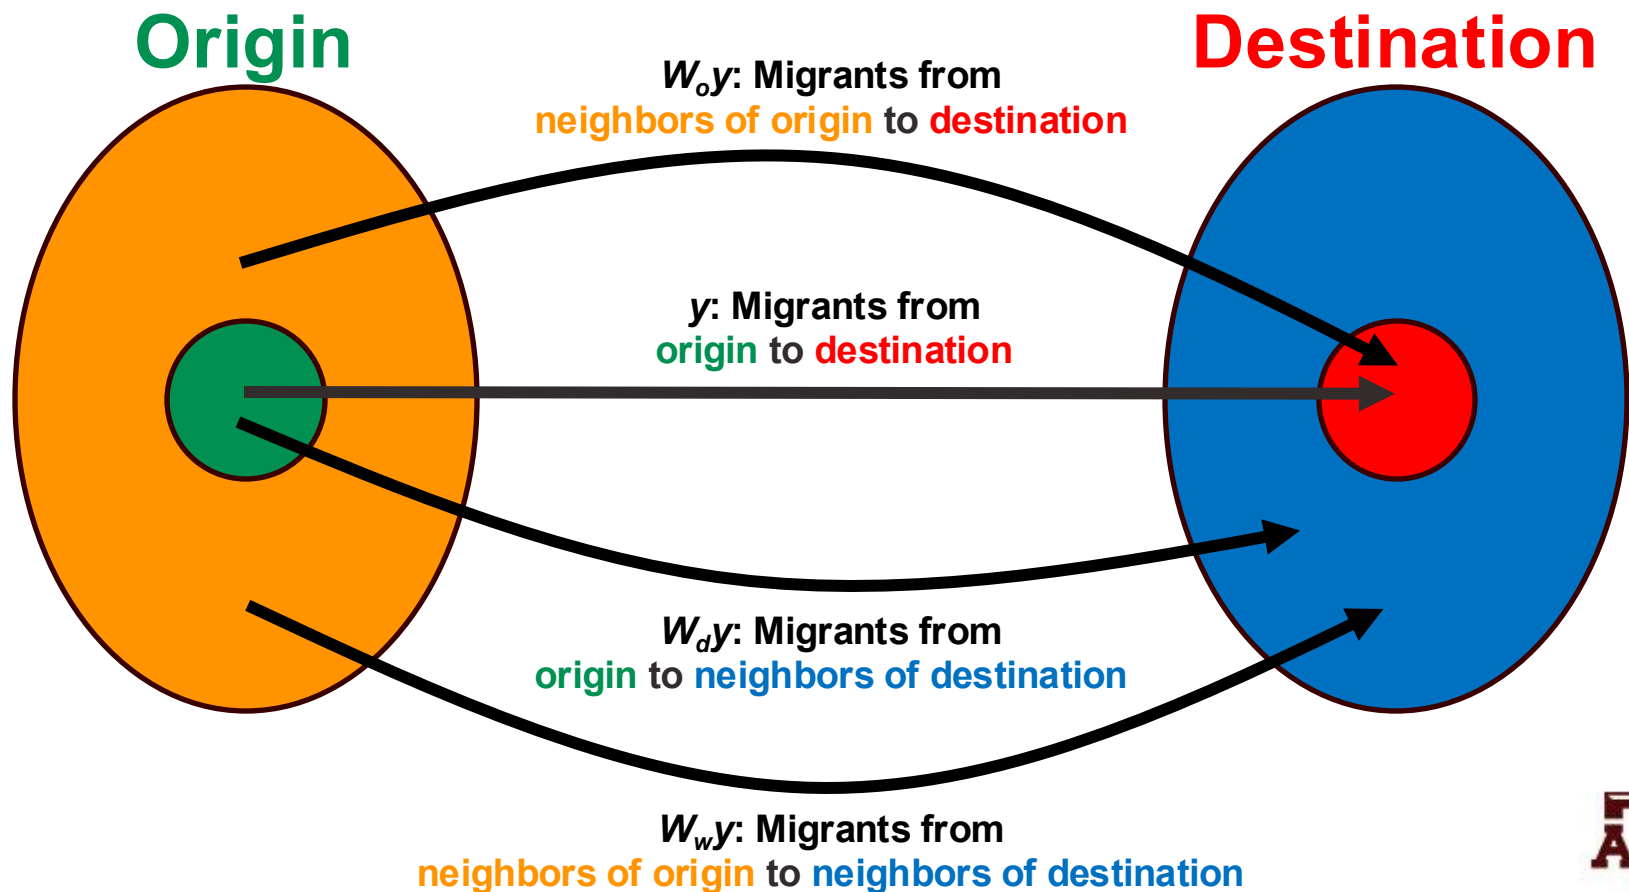 Origin
Destination
Woy: Migrants from
neighbors of origin to destination
y: Migrants from
origin to destination
Wdy: Migrants from
origin to neighbors of destination
Wwy: Migrants from
neighbors of origin to neighbors of destination